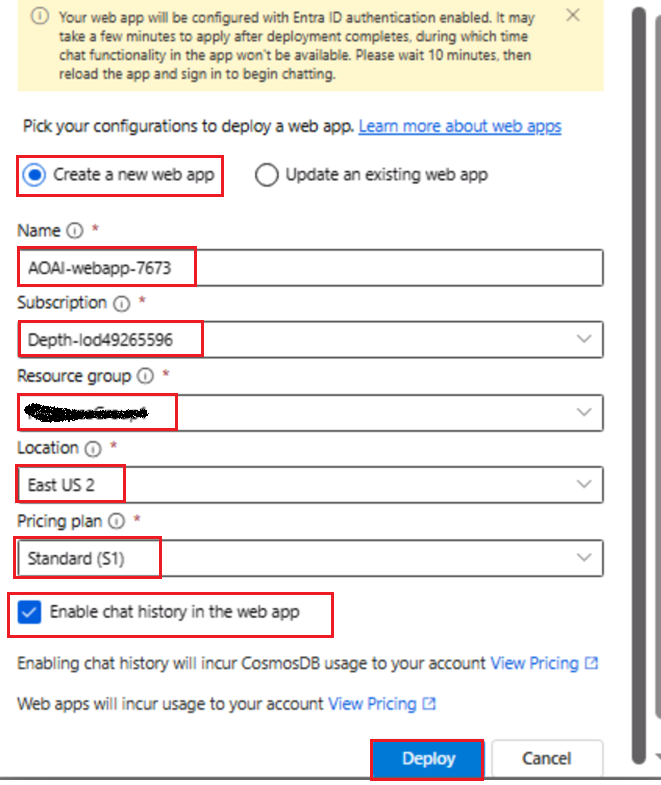 Your web app will be configured with Entra ID authentication enabled. It may
take a few minutes to apply after deployment completes, during which time
chat functionality in the app won't be available. Please wait 10 minutes, then
reload the app and sign in to begin chatting.
Pick your configurations to deploy a web app. Learn more about web apps
Create a new web app Update an existing web app
Name *
AOAI-webapp-7673
Subscription *
Depth-lod49265596
Resource group *
Location *
East US 2
Pricing plan *
Standard (S1)
Enable chat history in the web app
Enabling chat history will incur CosmosDB usage to your account View Pricing
Web apps will incur usage to your account View Pricing
Deploy Cancel